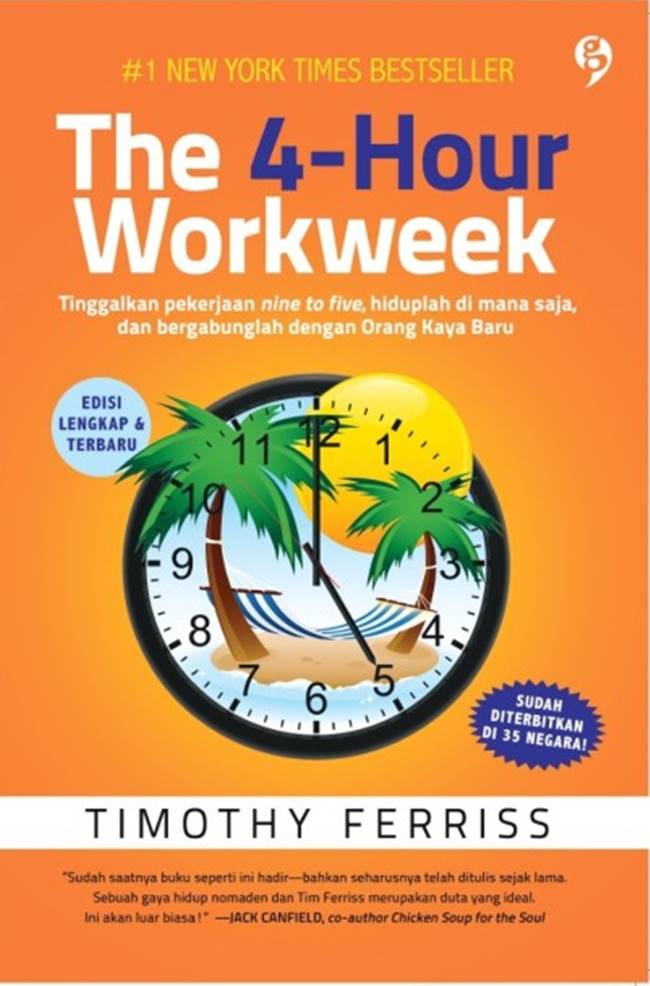 #1 NEW YORK TIMES BESTSELLER
The 4-Hour
Workweek
Tinggalkan pekerjaan nine to five, hiduplah di mana saja,
dan bergabunglah dengan Orang Kaya Baru
EDISI
LENGKAP &
TERBARU
12
11
1
10
2
9
3
8
4
7
5
6
SUDAH
DITERBITKAN
DI 35 NEGARA!
TIMOTHY FERRISS
"Sudah saatnya buku seperti ini hadir—bahkan seharusnya telah ditulis sejak lama.
Sebuah gaya hidup nomaden dan Tim Ferriss merupakan duta yang ideal.
Ini akan luar biasa!" —JACK CANFIELD, co-author Chicken Soup for the Soul